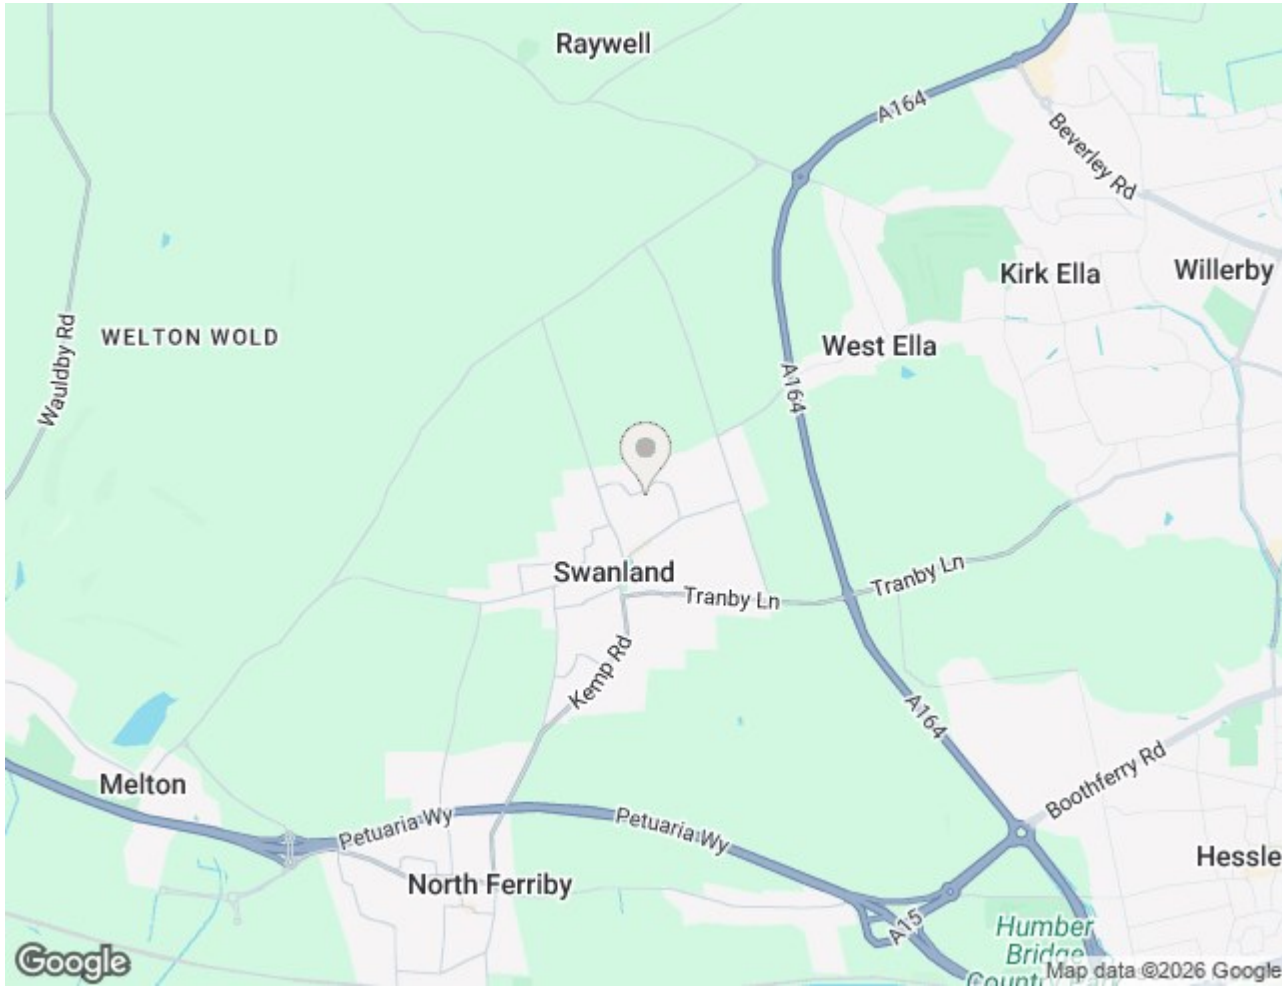 Raywell
A164
Beverley Rd
Kirk Ella
Willerby
WELTON WOLD
Wauldby Rd
West Ella
A164
Swanland
Tranby Ln
Tranby Ln
Kemp Rd
A164
Melton
Boothferry Rd
Petuaria Wy
Petuaria Wy
Hessle
North Ferriby
A15
Humber
Bridge
Country Park
Google
Map data ©2026 Google